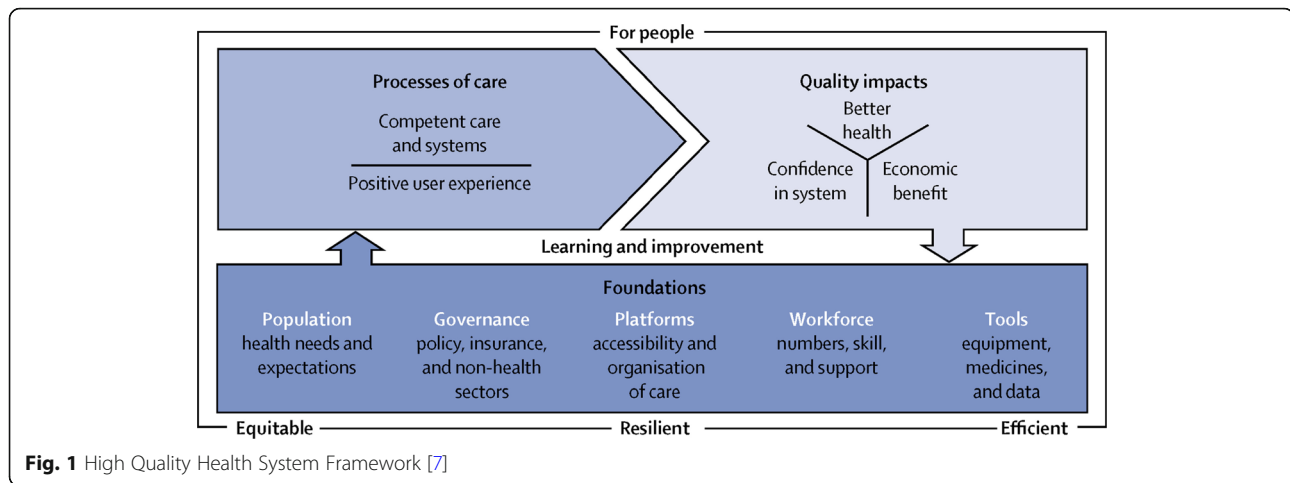 For people
Processes of care
Competent care
and systems
Positive user experience
Quality impacts
Better
health
Confidence
in system
Economic
benefit
Learning and improvement
Foundations
Population
health needs and
expectations
Governance
policy, insurance,
and non-health
sectors
Platforms
accessibility and
organisation
of care
Workforce
numbers, skill,
and support
Tools
equipment,
medicines,
and data
Equitable
Resilient
Efficient
Fig. 1 High Quality Health System Framework [7]